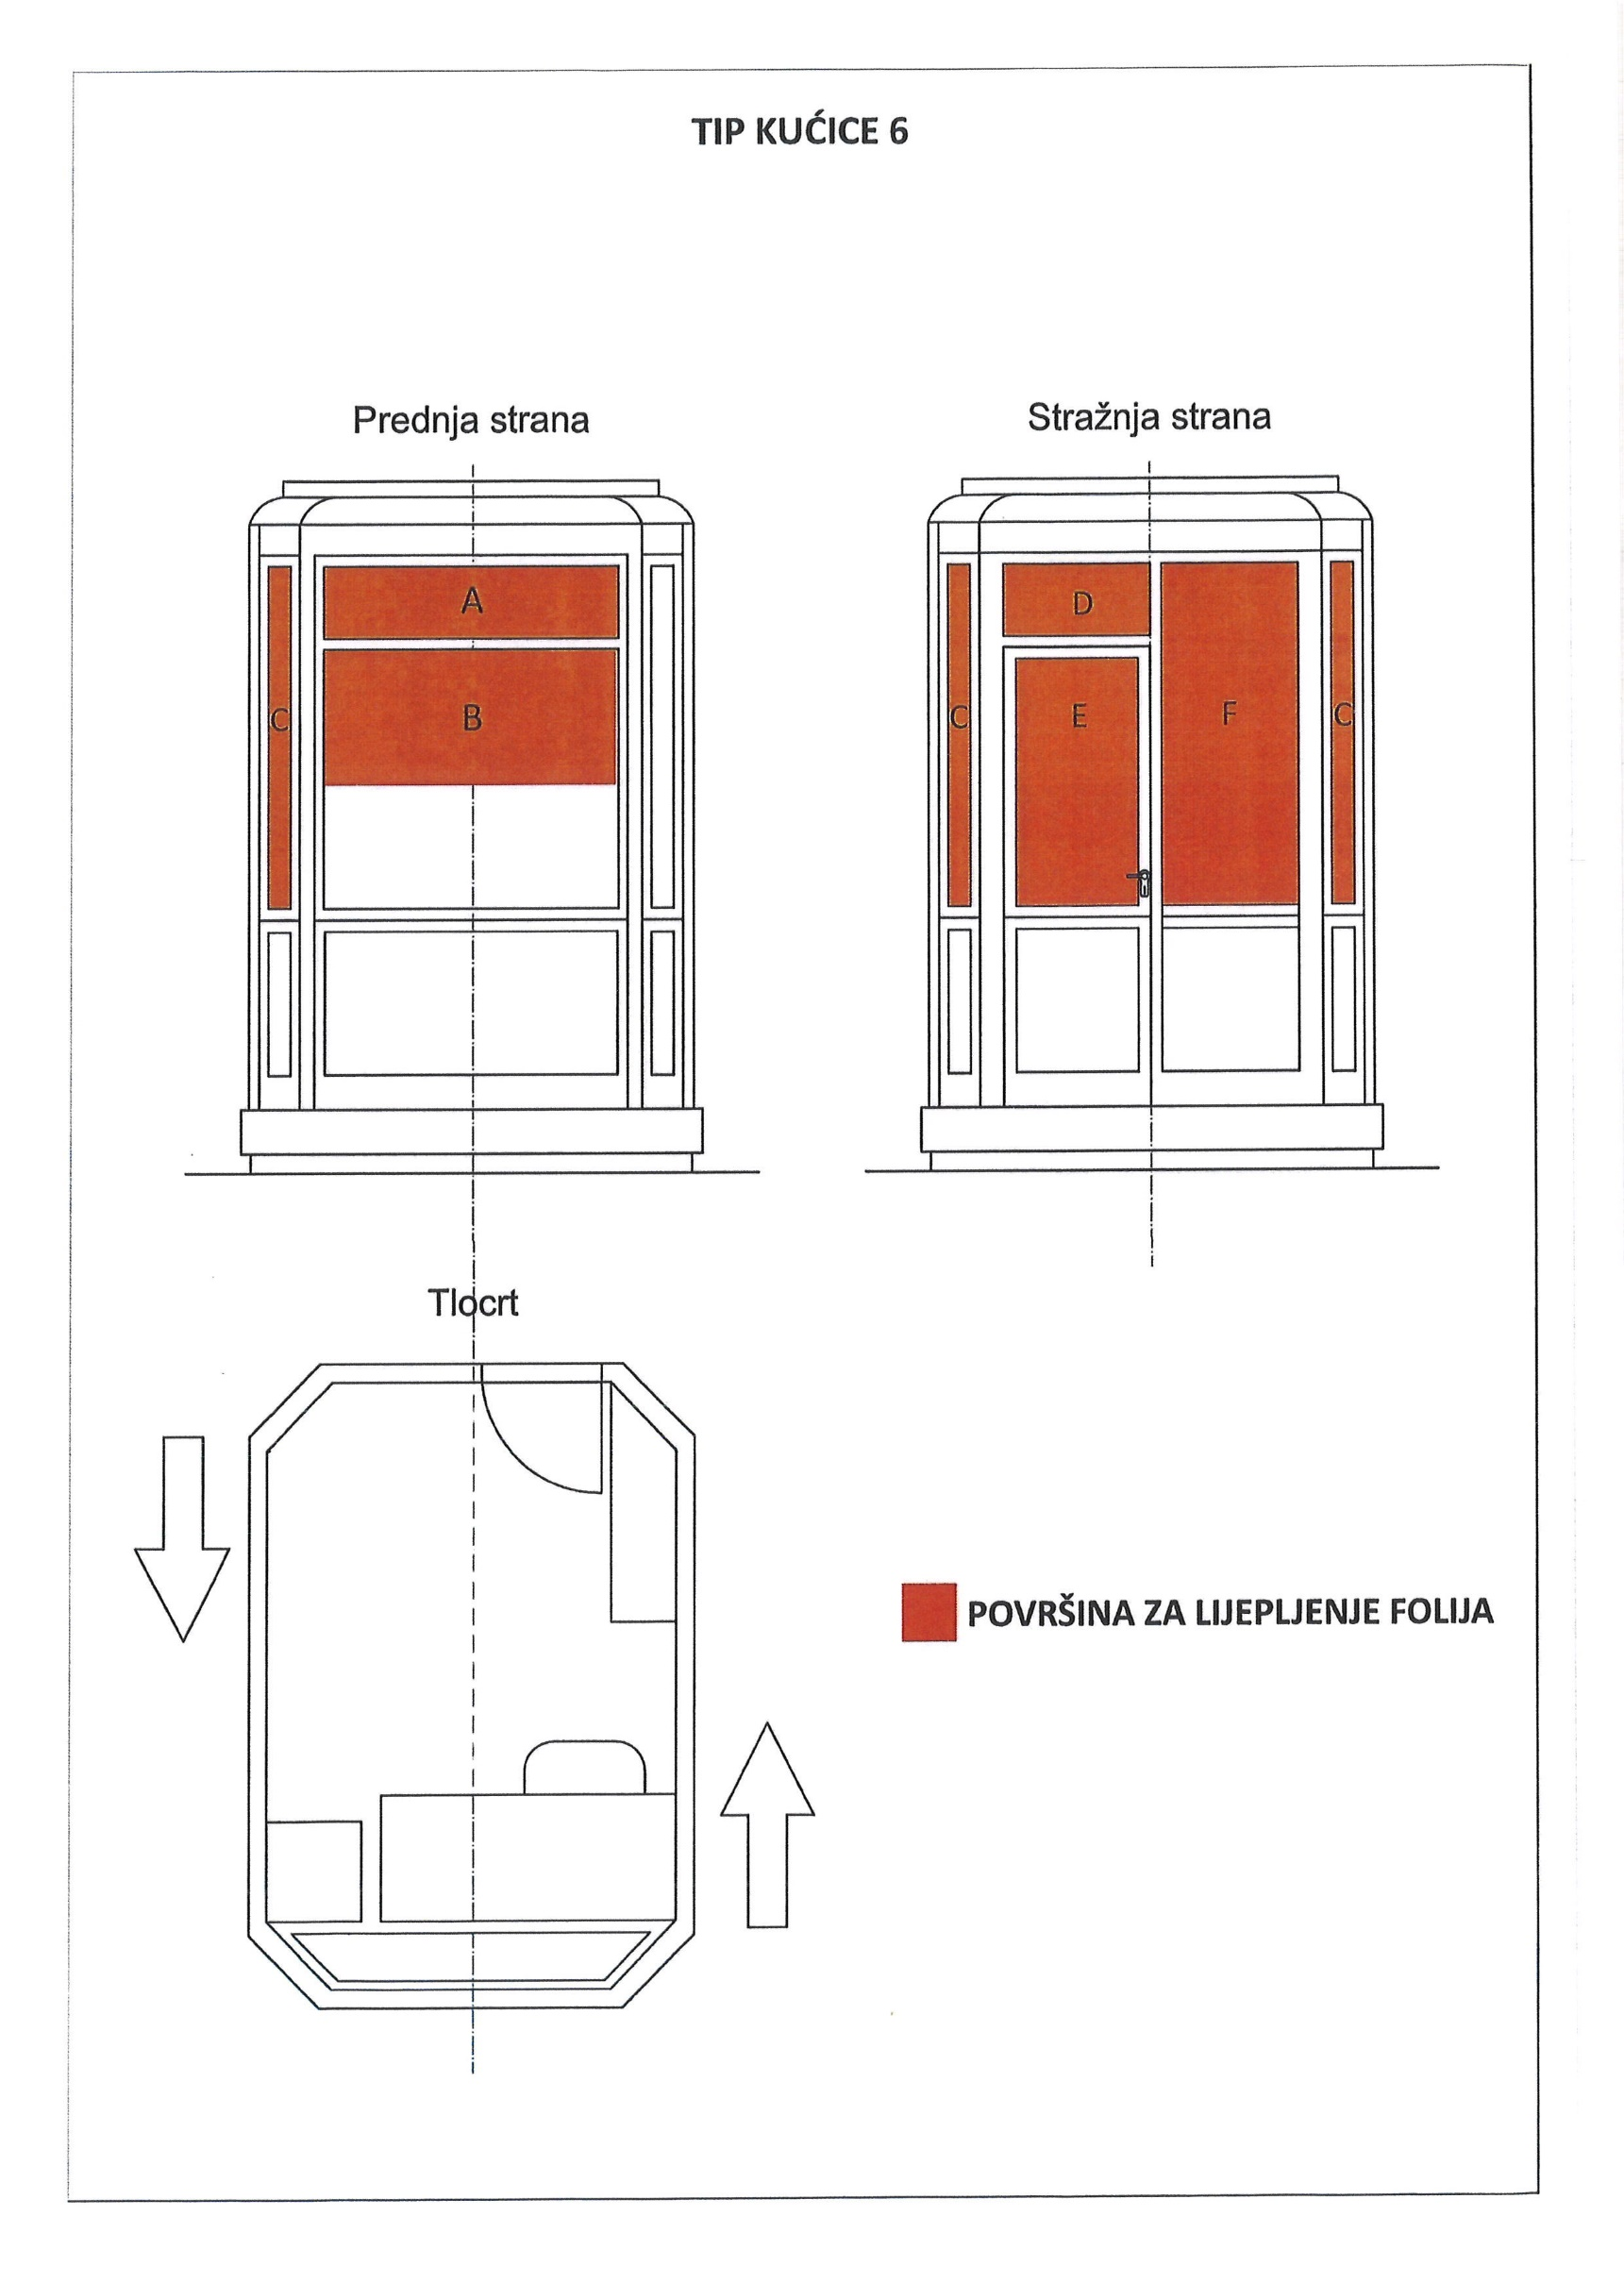 TIP KUĆICE 6
Prednja strana
Stražnja strana
A
B
C
D
E
F
C
C
Tlocrt
POVRŠINA ZA LIJEPLJENJE FOLIJA